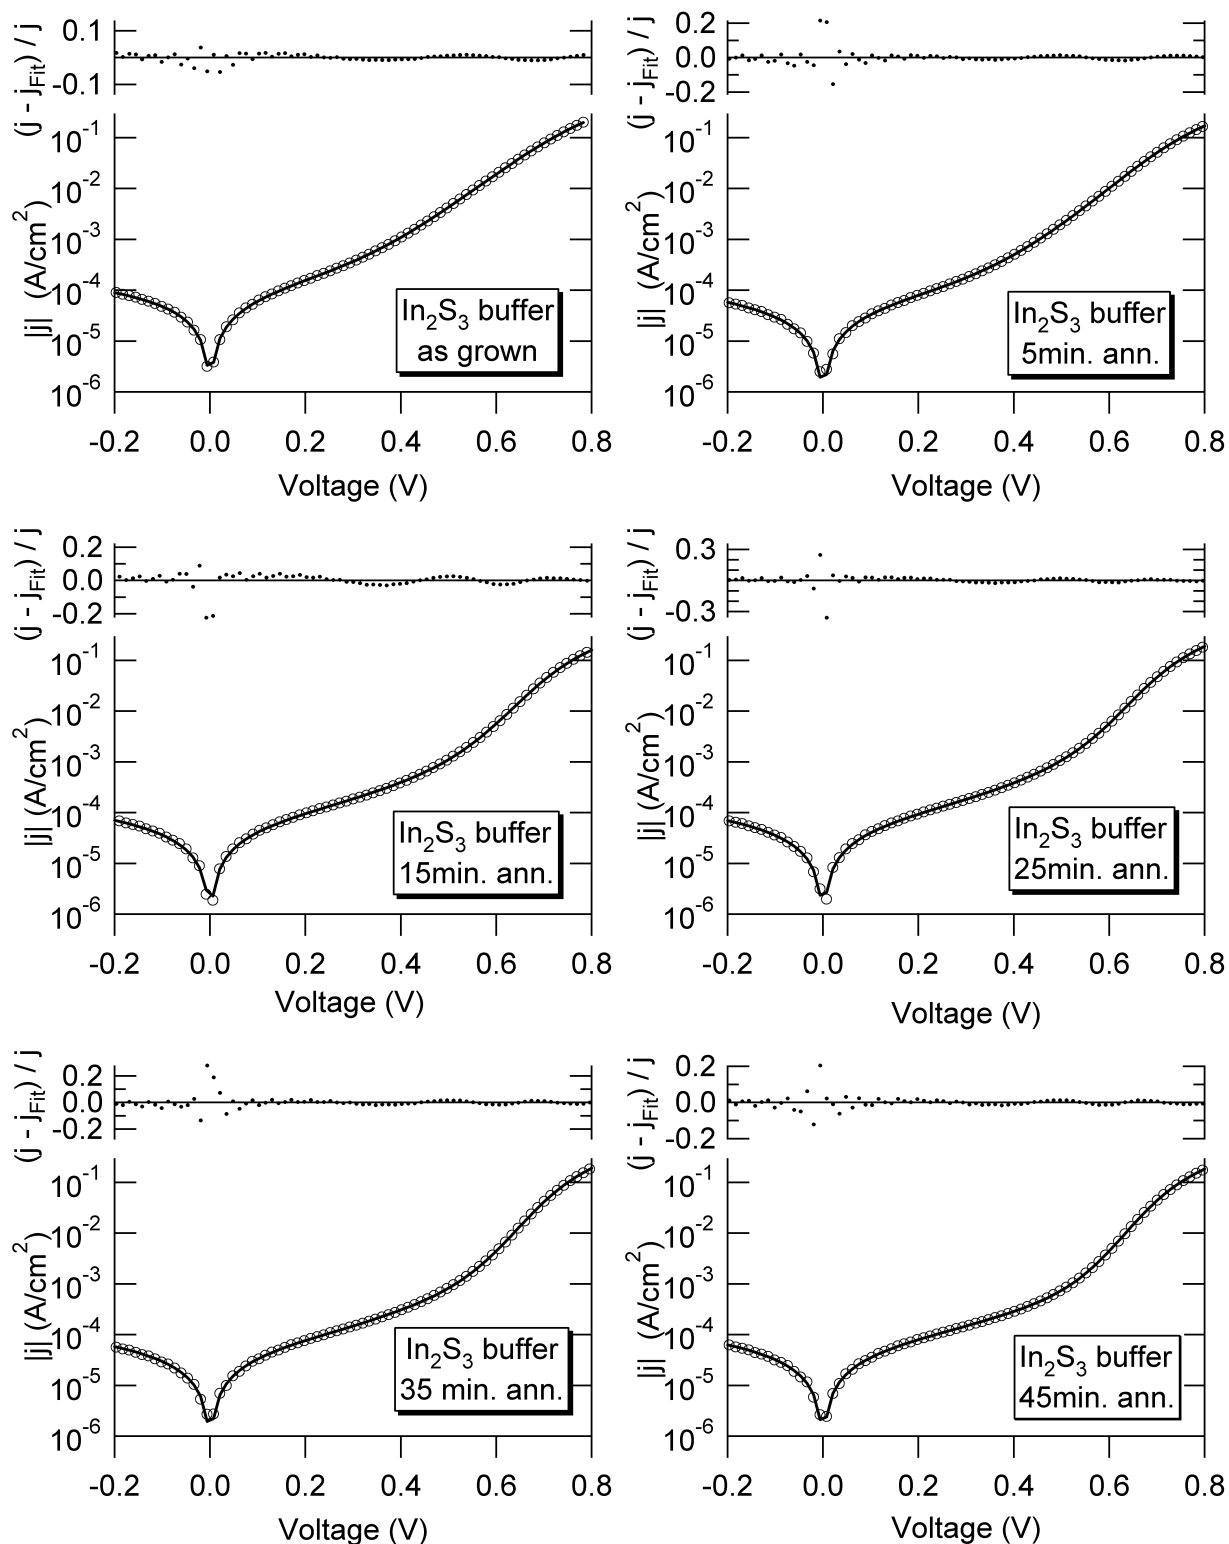 (j - j_Fit) / j
0.1
-0.1
|j| (A/cm^2)
10^-1
10^-2
10^-3
10^-4
10^-5
10^-6
In_2S_3 buffer
as grown
-0.2 0.0 0.2 0.4 0.6 0.8
Voltage (V)
(j - j_Fit) / j
0.2
0.0
-0.2
|j| (A/cm^2)
10^-1
10^-2
10^-3
10^-4
10^-5
10^-6
In_2S_3 buffer
5min. ann.
-0.2 0.0 0.2 0.4 0.6 0.8
Voltage (V)
(j - j_Fit) / j
0.2
0.0
-0.2
|j| (A/cm^2)
10^-1
10^-2
10^-3
10^-4
10^-5
10^-6
In_2S_3 buffer
15min. ann.
-0.2 0.0 0.2 0.4 0.6 0.8
Voltage (V)
(j - j_Fit) / j
0.3
-0.3
|j| (A/cm^2)
10^-1
10^-2
10^-3
10^-4
10^-5
10^-6
In_2S_3 buffer
25min. ann.
-0.2 0.0 0.2 0.4 0.6 0.8
Voltage (V)
(j - j_Fit) / j
0.2
0.0
-0.2
|j| (A/cm^2)
10^-1
10^-2
10^-3
10^-4
10^-5
10^-6
In_2S_3 buffer
35 min. ann.
-0.2 0.0 0.2 0.4 0.6 0.8
Voltage (V)
(j - j_Fit) / j
0.2
0.0
-0.2
|j| (A/cm^2)
10^-1
10^-2
10^-3
10^-4
10^-5
10^-6
In_2S_3 buffer
45min. ann.
-0.2 0.0 0.2 0.4 0.6 0.8
Voltage (V)